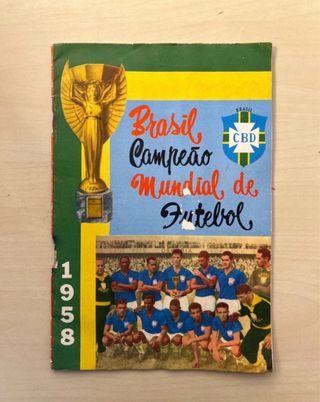 BRASIL
CBD
Brasil
Campeão
Mundial de
Futebol
1958